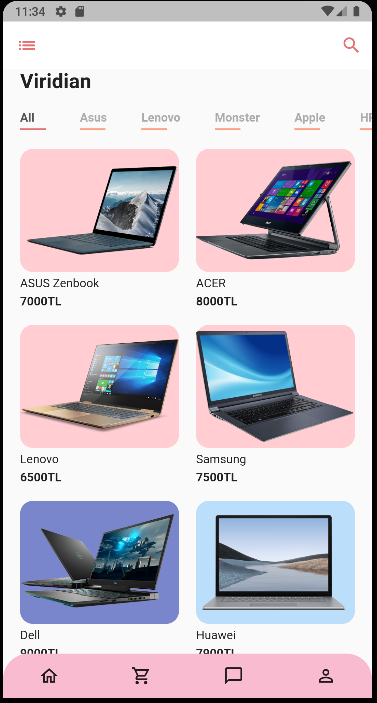 11:34
Viridian
All Asus Lenovo Monster Apple HP
ASUS Zenbook ACER
7000TL 8000TL
Lenovo Samsung
6500TL 7500TL
Dell Huawei
9000TL 7900TL